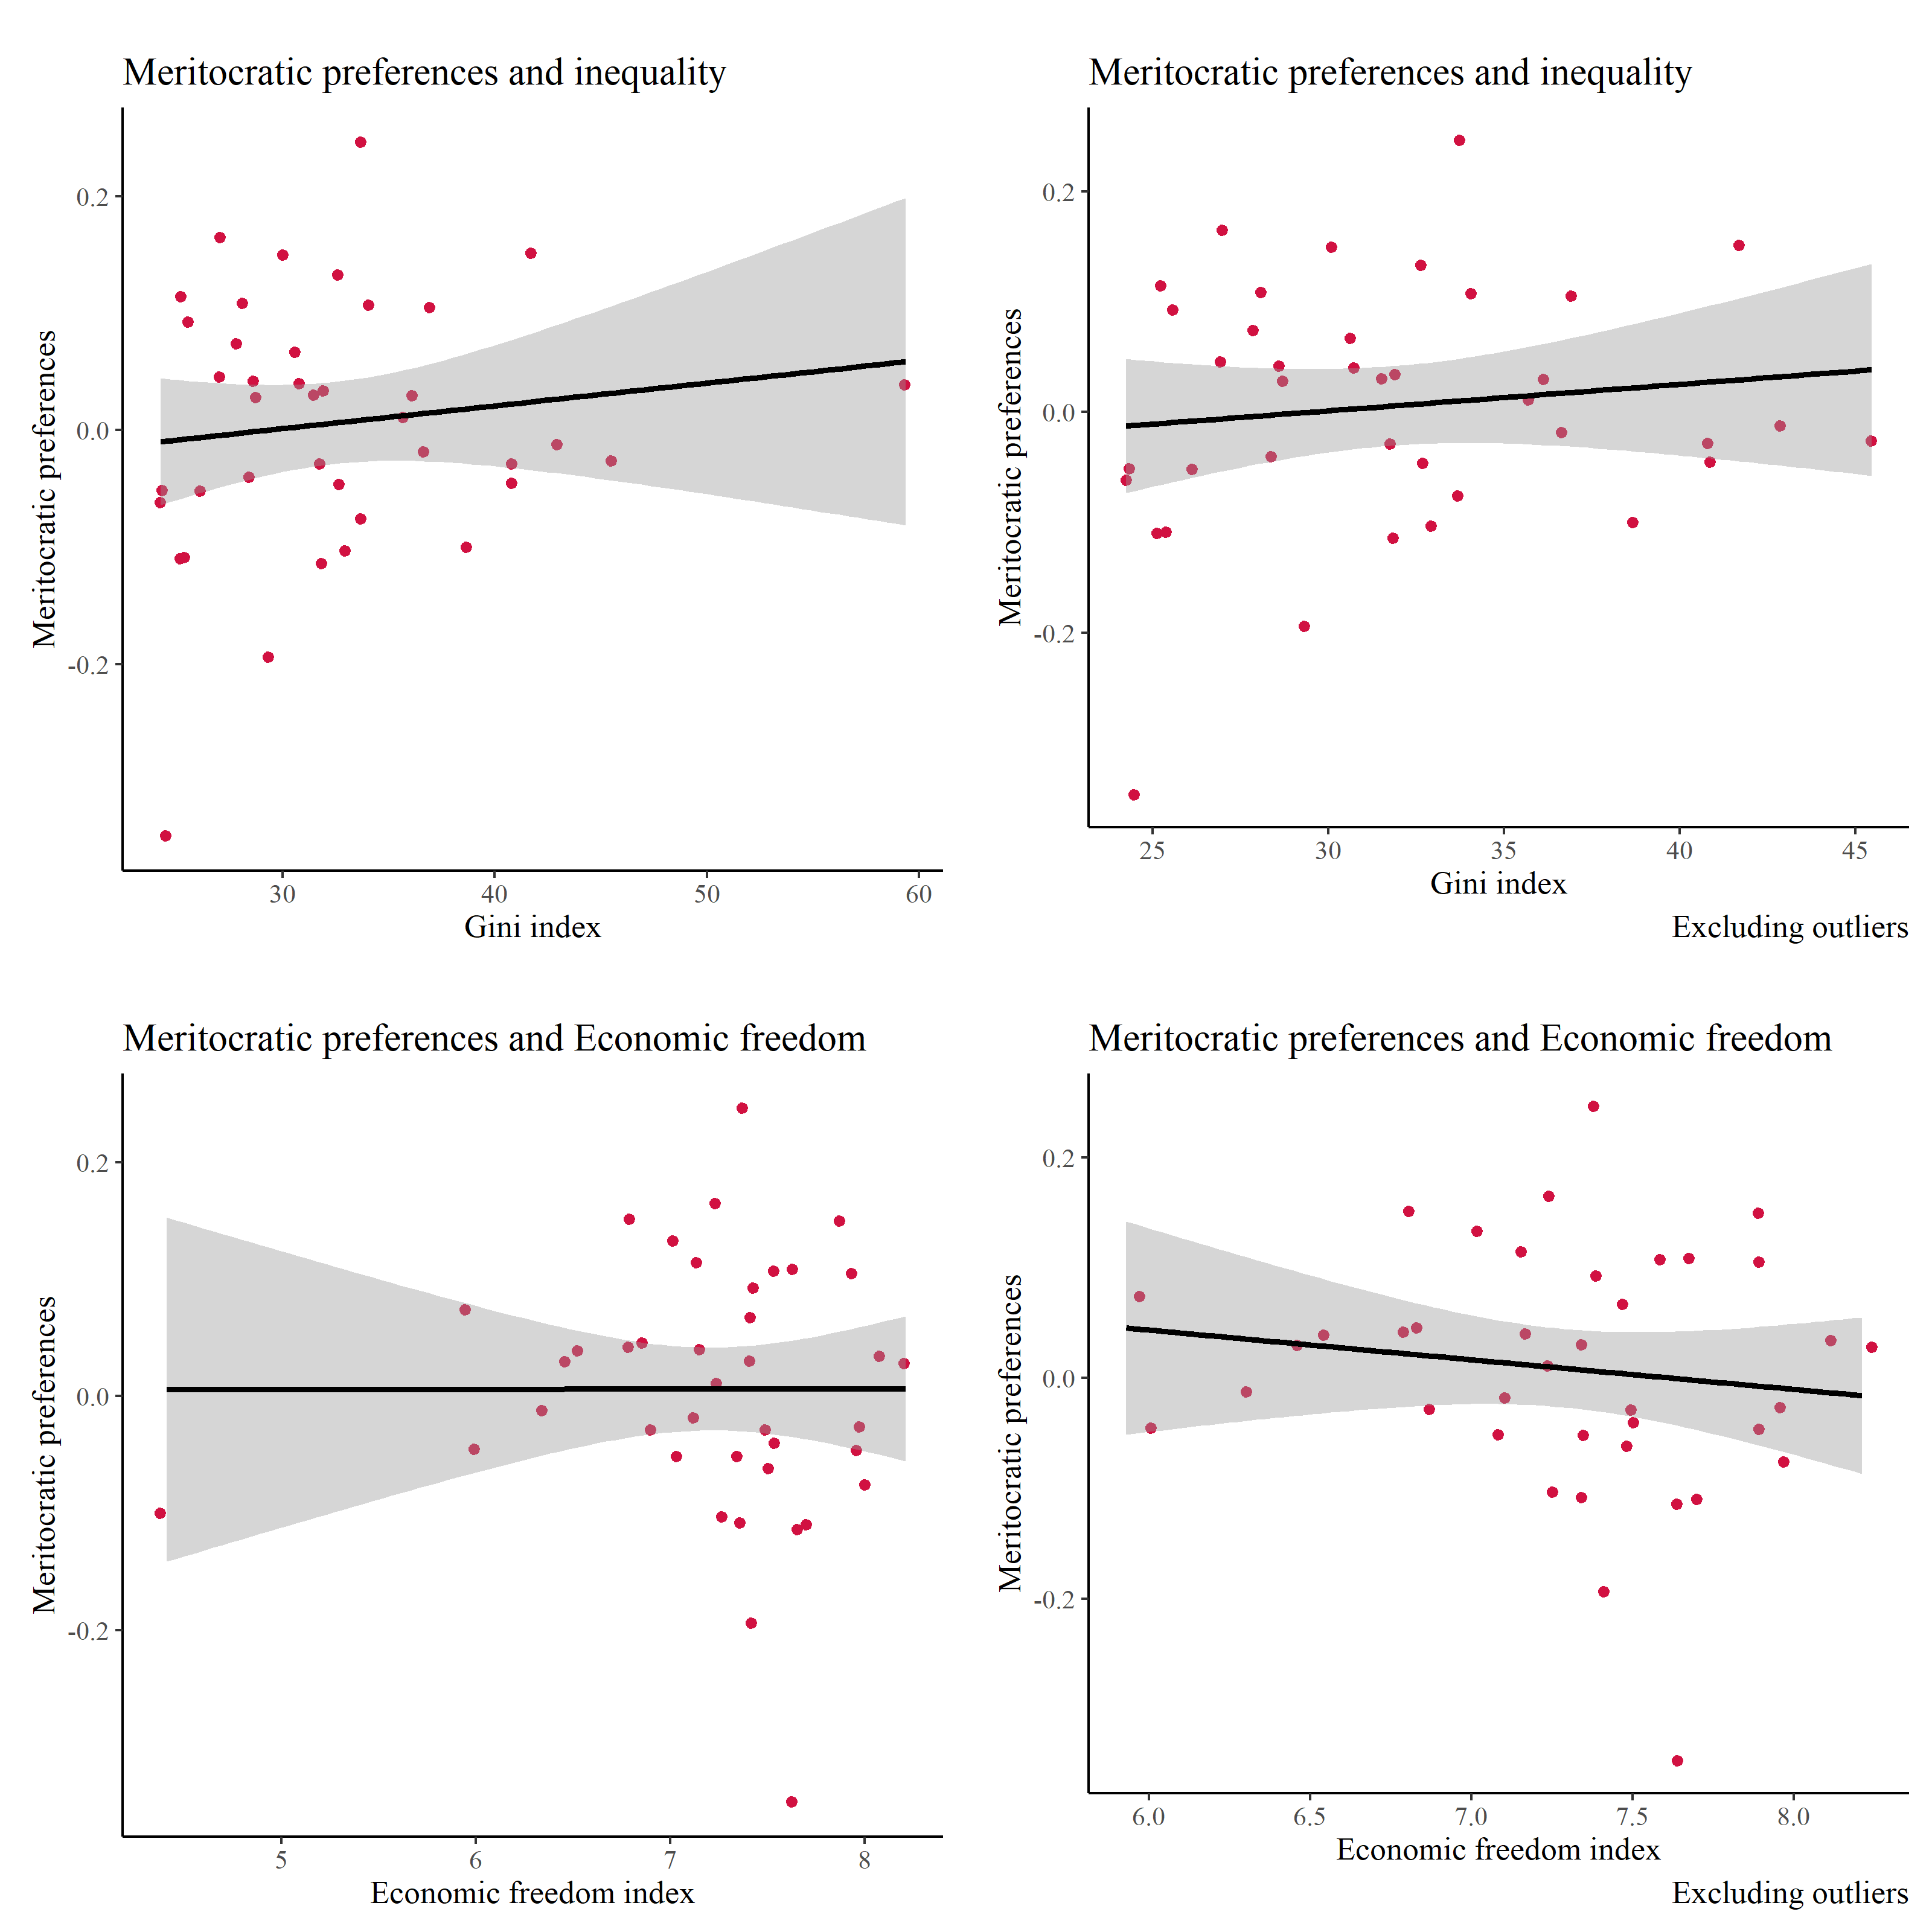 Meritocratic preferences and inequality
Meritocratic preferences
0.2
0.0
-0.2
30 40 50 60
Gini index
Meritocratic preferences and inequality
Meritocratic preferences
0.2
0.0
-0.2
25 30 35 40 45
Gini index
Excluding outliers
Meritocratic preferences and Economic freedom
Meritocratic preferences
0.2
0.0
-0.2
5 6 7 8
Economic freedom index
Meritocratic preferences and Economic freedom
Meritocratic preferences
0.2
0.0
-0.2
6.0 6.5 7.0 7.5 8.0
Economic freedom index
Excluding outliers